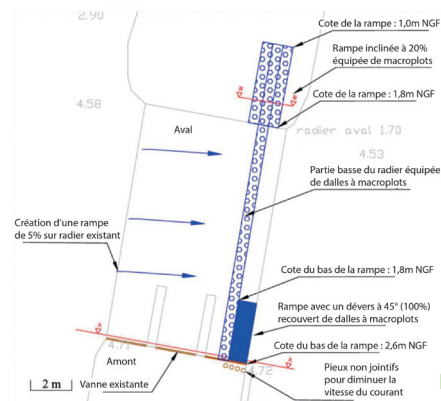 2.90
Cote de la rampe : 1,0m NGF
Rampe inclinée à 20%
équipée de macroplots
Cote de la rampe : 1,8m NGF
4.58
Aval
radier aval 1.70
4.53
Partie basse du radier équipée
de dalles à macroplots
Création d'une rampe
de 5% sur radier existant
Cote du bas de la rampe : 1,8m NGF
Rampe avec un dévers à 45° (100%)
recouvert de dalles à macroplots
A
4.71
Cote du bas de la rampe : 2,6m NGF
A
Amont
4.72
Pieux non jointifs
pour diminuer la
vitesse du courant
2 m
Vanne existante